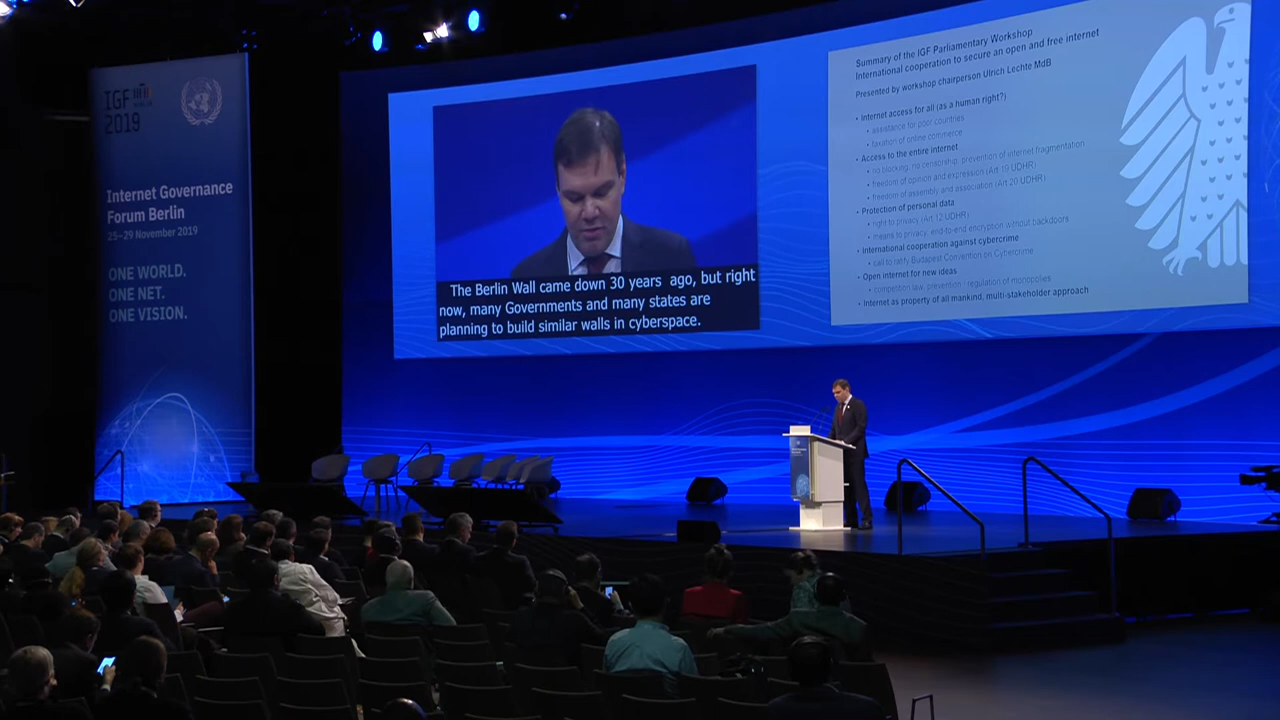 IGF
2019
Internet Governance
Forum Berlin
25–29 November 2019
ONE WORLD.
ONE NET.
ONE VISION.
The Berlin Wall came down 30 years ago, but right
now, many Governments and many states are
planning to build similar walls in cyberspace.
Summary of the IGF Parliamentary Workshop
International cooperation to secure an open and free internet
Presented by workshop chairperson Ulrich Lechte MdB
• Internet access for all (as a human right?)
• assistance for poor countries
• taxation of online commerce
• Access to the entire internet
• no blocking, no censorship, prevention of internet fragmentation
• freedom of opinion and expression (Art 19 UDHR)
• freedom of assembly and association (Art 20 UDHR)
• Protection of personal data
• right to privacy (Art 12 UDHR)
• means to privacy: end-to-end encryption without backdoors
• International cooperation against cybercrime
• call to ratify Budapest Convention on Cybercrime
• Open internet for new ideas
• competition law, prevention - regulation of monopolies
• Internet as property of all mankind, multi-stakeholder approach